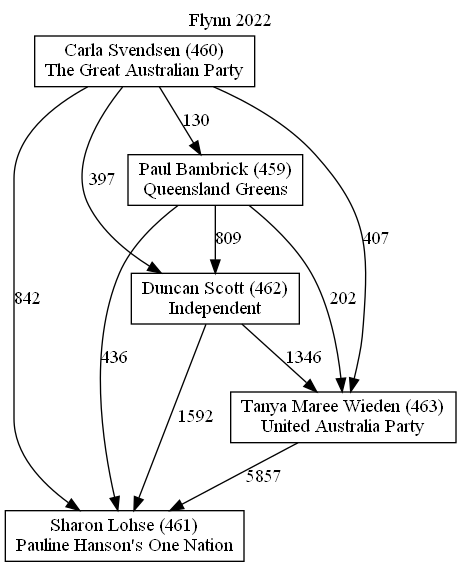 Flynn 2022
Carla Svendsen (460)
The Great Australian Party
130
Paul Bambrick (459)
Queensland Greens
397
809
407
Duncan Scott (462)
Independent
842
202
436
1346
Tanya Maree Wieden (463)
United Australia Party
1592
5857
Sharon Lohse (461)
Pauline Hanson's One Nation